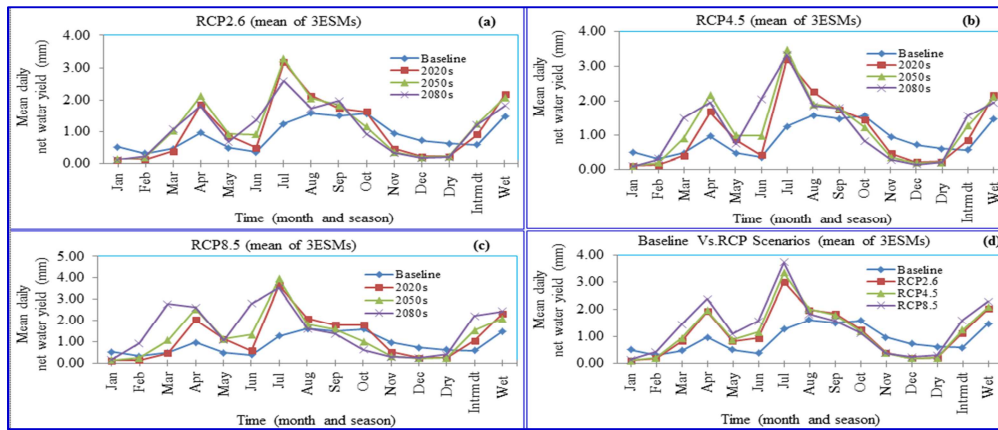 RCP2.6 (mean of 3ESMs)
(a)
Mean daily
net water yield (mm)
4.00
3.00
2.00
1.00
0.00
Baseline
2020s
2050s
2080s
Jan
Feb
Mar
Apr
May
Jun
Jul
Aug
Sep
Oct
Nov
Dec
Dry
Intrmdt
Wet
Time (month and season)
RCP4.5 (mean of 3ESMs)
(b)
Mean daily
net water yield (mm)
4.00
3.00
2.00
1.00
0.00
Baseline
2020s
2050s
2080s
Jan
Feb
Mar
Apr
May
Jun
Jul
Aug
Sep
Oct
Nov
Dec
Dry
Intrmdt
Wet
Time (month and season)
RCP8.5 (mean of 3ESMs)
(c)
Mean daily
net water yield (mm)
5.00
4.00
3.00
2.00
1.00
0.00
Baseline
2020s
2050s
2080s
Jan
Feb
Mar
Apr
May
Jun
Jul
Aug
Sep
Oct
Nov
Dec
Dry
Intrmdt
Wet
Time (month and season)
Baseline Vs.RCP Scenarios (mean of 3ESMs)
(d)
Mean daily
net water yield (mm)
4.00
3.00
2.00
1.00
0.00
Baseline
RCP2.6
RCP4.5
RCP8.5
Jan
Feb
Mar
Apr
May
Jun
Jul
Aug
Sep
Oct
Nov
Dec
Dry
Intrmdt
Wet
Time (month and season)